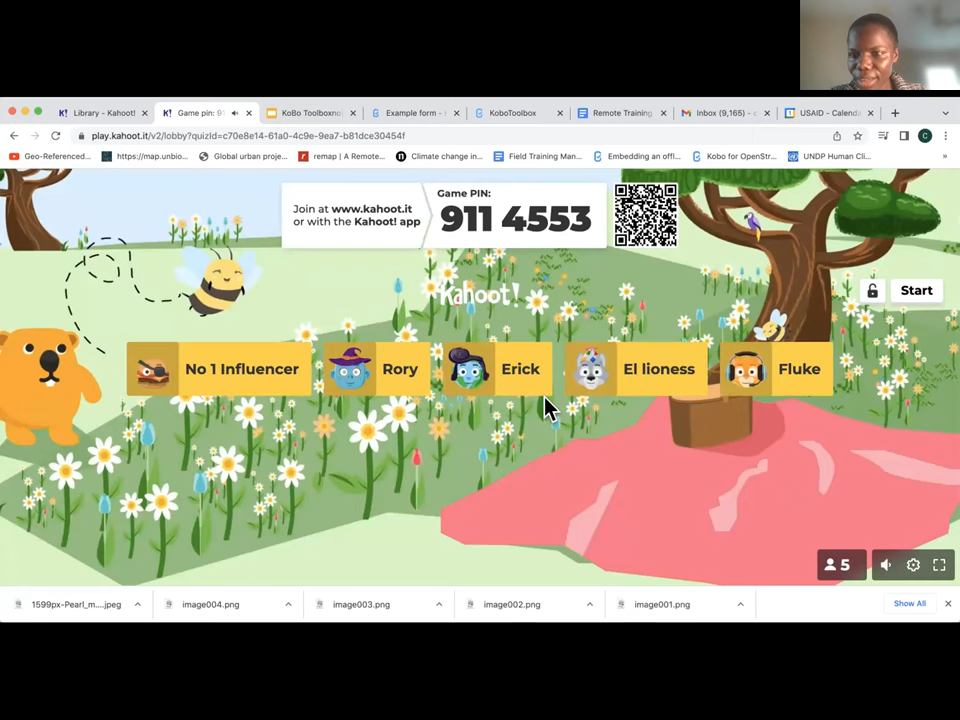 Library - Kahoot!
Game pin: 91
KoBo Toolboxno
Example form -
KoboToolbox
Remote Training
Inbox (9,165) - c
USAID - Calenda
play.kahoot.it/v2/lobby?quizId=c70e8e14-61a0-4c9e-9ea7-b81dce30454f
C
Geo-Referenced...
https://map.unbio...
Global urban proje...
remap | A Remote...
Climate change in...
Field Training Man...
Embedding an offl...
Kobo for OpenStr...
UNDP Human Cli...
Join at www.kahoot.it
or with the Kahoot! app
Game PIN:
911 4553
Kahoot!
Start
No 1 Influencer
Rory
Erick
El lioness
Fluke
5
1599px-Pearl_m....jpeg
image004.png
image003.png
image002.png
image001.png
Show All